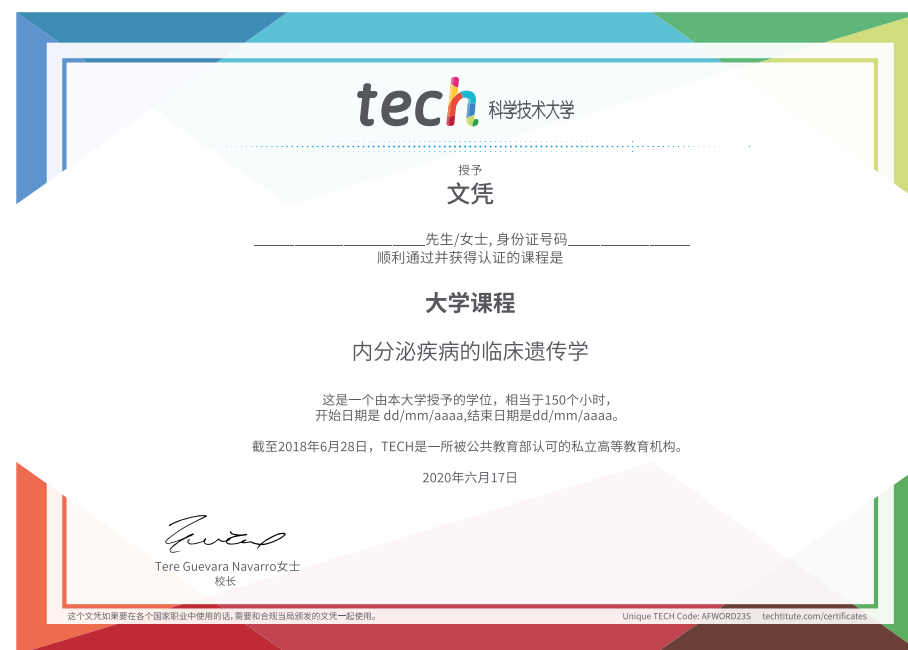 tech 科学技术大学
授予
文凭
____________________先生/女士, 身份证号码______________
顺利通过并获得认证的课程是
大学课程
内分泌疾病的临床遗传学
这是一个由本大学授予的学位，相当于150个小时，
开始日期是 dd/mm/aaaa,结束日期是dd/mm/aaaa。
截至2018年6月28日，TECH是一所被公共教育部认可的私立高等教育机构。
2020年六月17日
Tere Guevara Navarro女士
校长
这个文凭如果要在各个国家职业中使用的话,需要和合规当局颁发的文凭一起使用。
Unique TECH Code: AFWORD235 techtitute.com/certificates